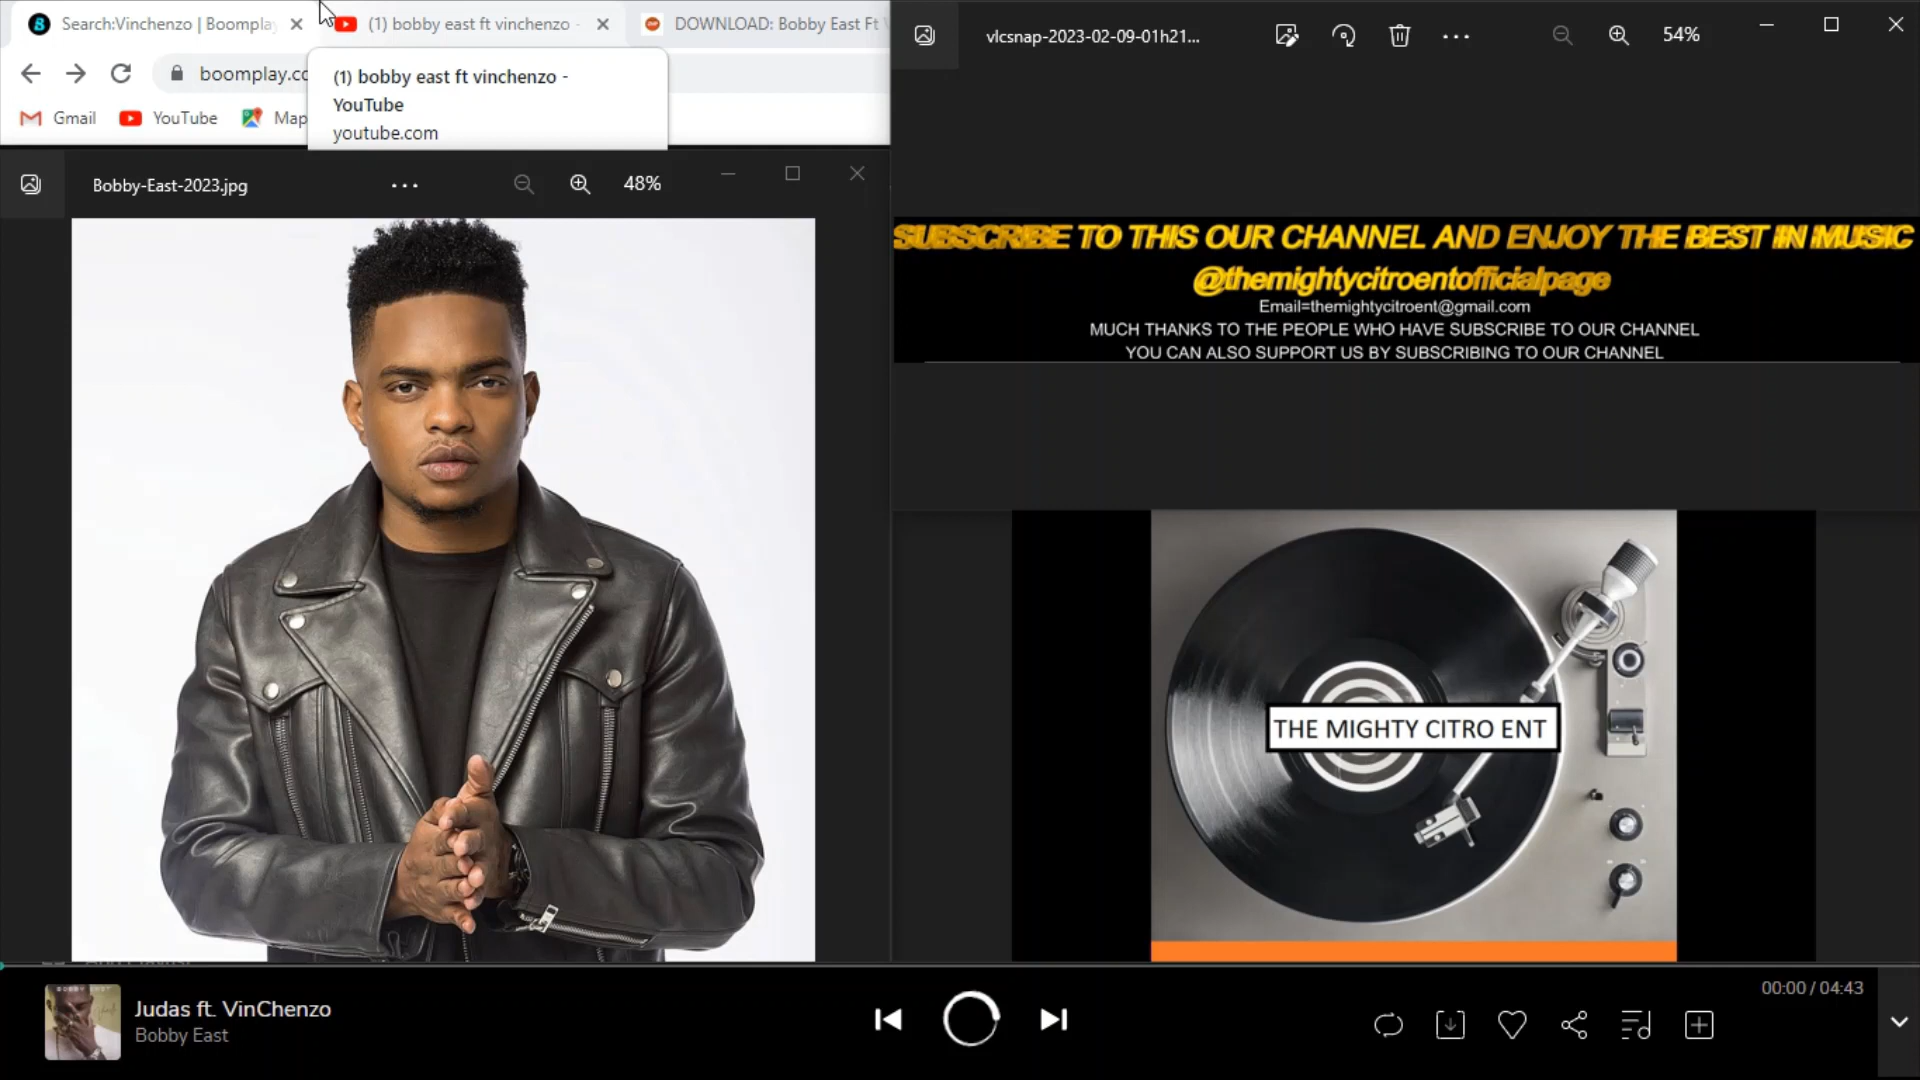 Search:Vinchenzo | Boompla
(1) bobby east ft vinchenzo -
DOWNLOAD: Bobby East Ft
boomplay.co
(1) bobby east ft vinchenzo -
YouTube
youtube.com
Gmail
YouTube
Map
vlcsnap-2023-02-09-01h21...
54%
Bobby-East-2023.jpg
48%
SUBSCRIBE TO THIS OUR CHANNEL AND ENJOY THE BEST IN MUSIC
@themightycitroentofficialpage
Email=themightycitroent@gmail.com
MUCH THANKS TO THE PEOPLE WHO HAVE SUBSCRIBE TO OUR CHANNEL
YOU CAN ALSO SUPPORT US BY SUBSCRIBING TO OUR CHANNEL
THE MIGHTY CITRO ENT
BOBBY EAST
Judas ft. VinChenzo
Bobby East
00:00 / 04:43